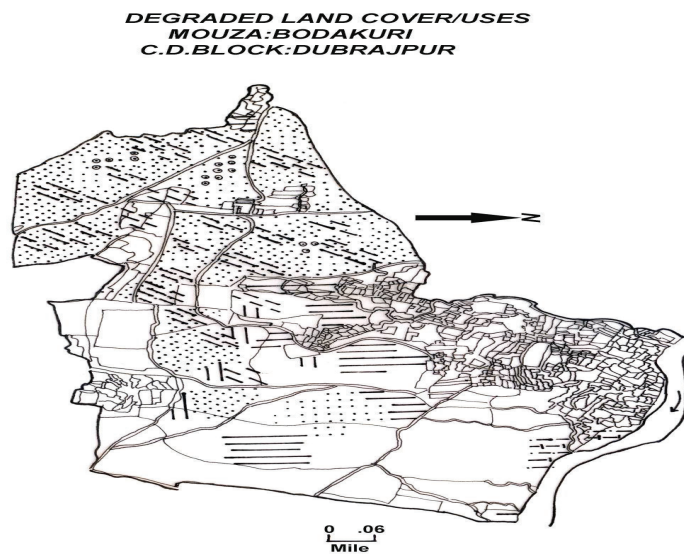 DEGRADED LAND COVER/USES
MOUZA:BODAKURI
C.D.BLOCK:DUBRAJPUR
N
0 .06
Mile